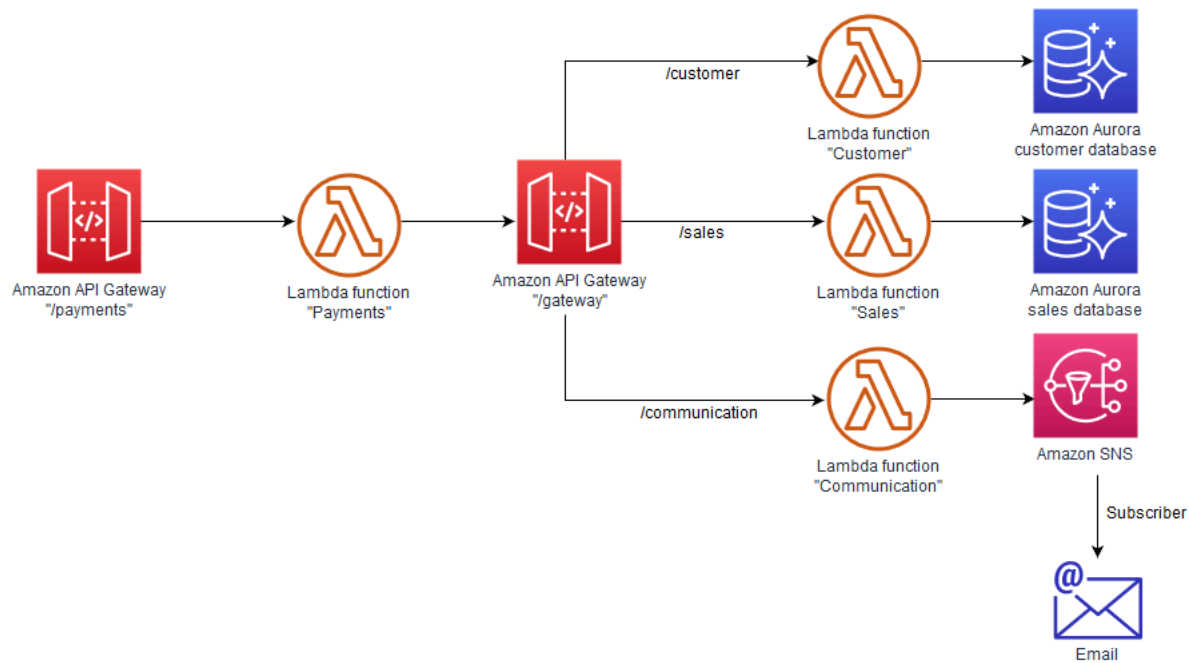 /customer
Lambda function
"Customer"
Amazon Aurora
customer database
</>
Amazon API Gateway
"/payments"
Lambda function
"Payments"
</>
Amazon API Gateway
"/gateway"
/sales
Lambda function
"Sales"
Amazon Aurora
sales database
/communication
Lambda function
"Communication"
Amazon SNS
Subscriber
@
Email